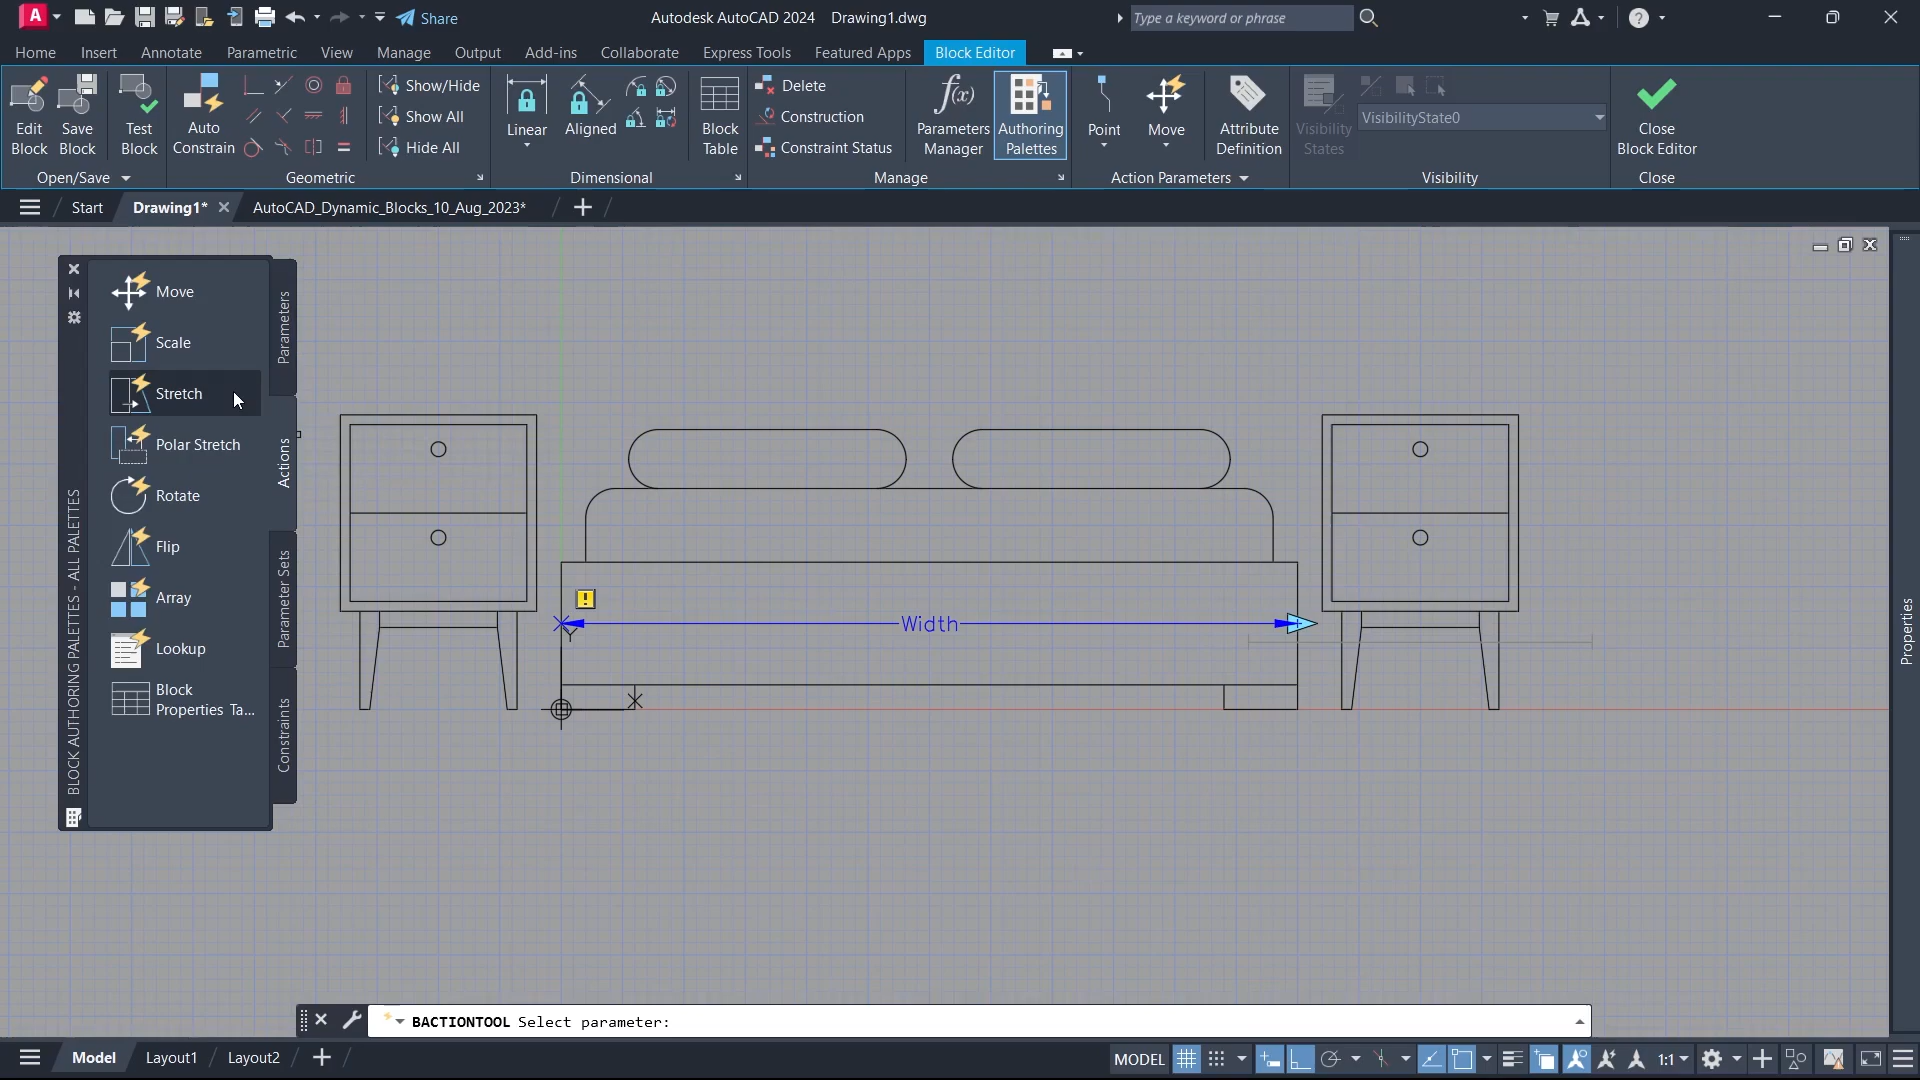 A
Share
Autodesk AutoCAD 2024 Drawing1.dwg
Type a keyword or phrase
Home Insert Annotate Parametric View Manage Output Add-ins Collaborate Express Tools Featured Apps Block Editor
Edit Block
Save Block
Test Block
Auto Constrain
Show/Hide
Show All
Hide All
Linear
Aligned
Block Table
Delete
Construction
Constraint Status
f(x)
Parameters Manager
Authoring Palettes
Point
Move
Attribute Definition
Visibility States
VisibilityState0
Close Block Editor
Open/Save
Geometric
Dimensional
Manage
Action Parameters
Visibility
Close
Start Drawing1* AutoCAD_Dynamic_Blocks_10_Aug_2023*
Move
Scale
Stretch
Polar Stretch
Rotate
Flip
Array
Lookup
Block
Properties Ta...
Parameters
Actions
Parameter Sets
Constraints
BLOCK AUTHORING PALETTES - ALL PALETTES
Width
!
Y
Properties
BACTIONTOOL Select parameter:
Model Layout1 Layout2
MODEL
1:1